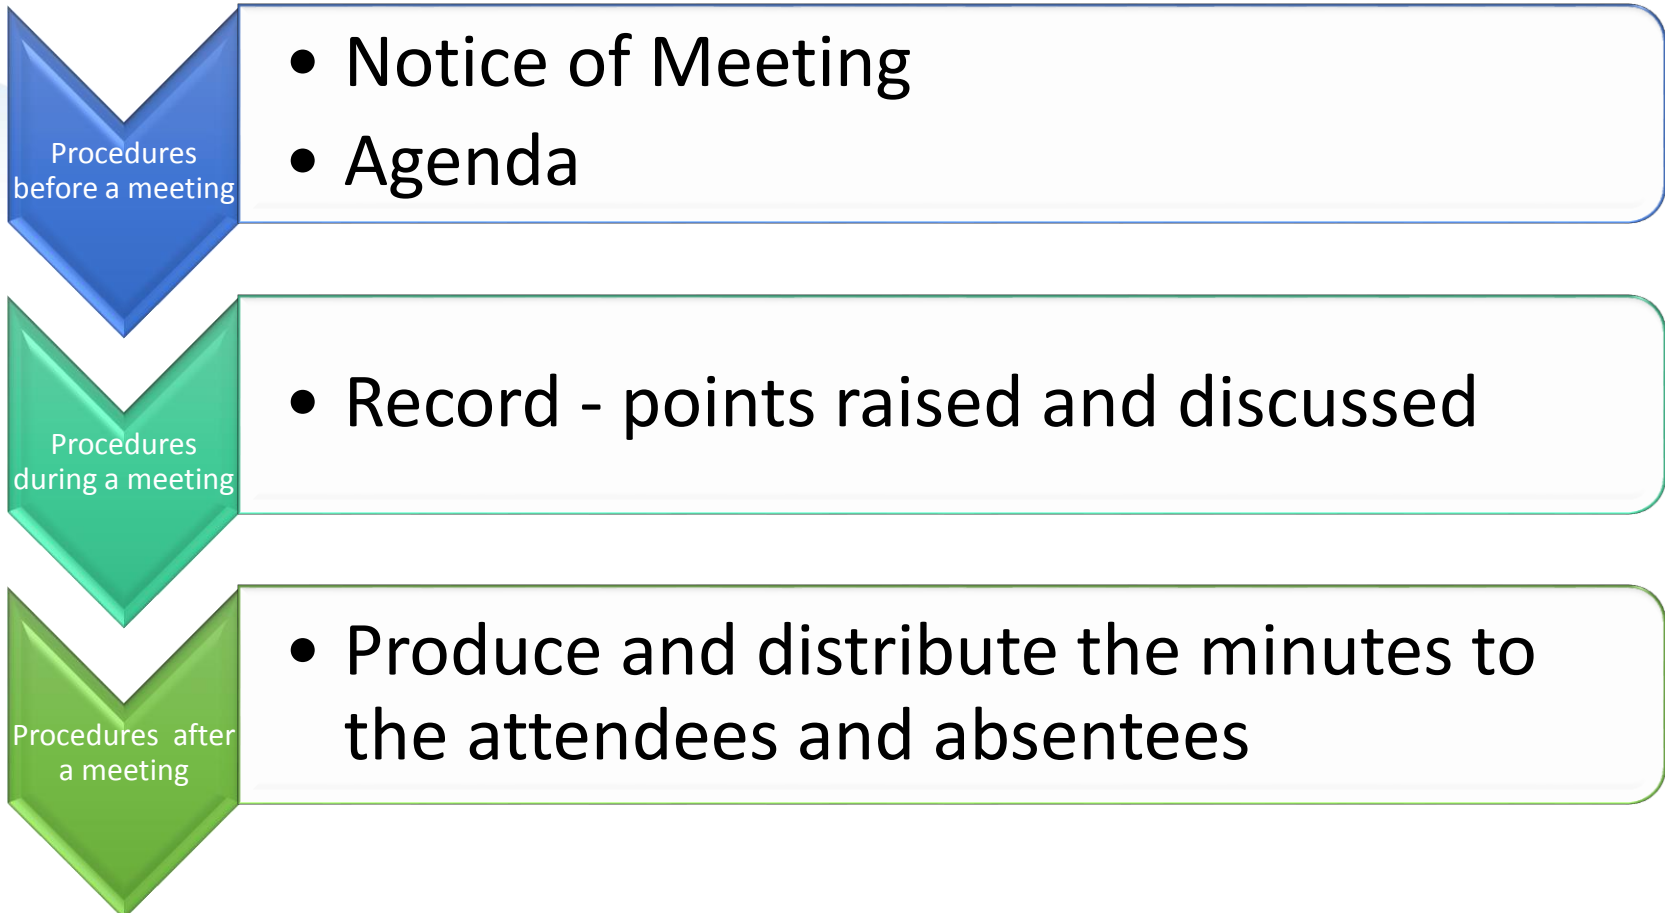 Procedures
before a meeting
• Notice of Meeting
• Agenda
Procedures
during a meeting
• Record - points raised and discussed
Procedures after
a meeting
• Produce and distribute the minutes to
the attendees and absentees